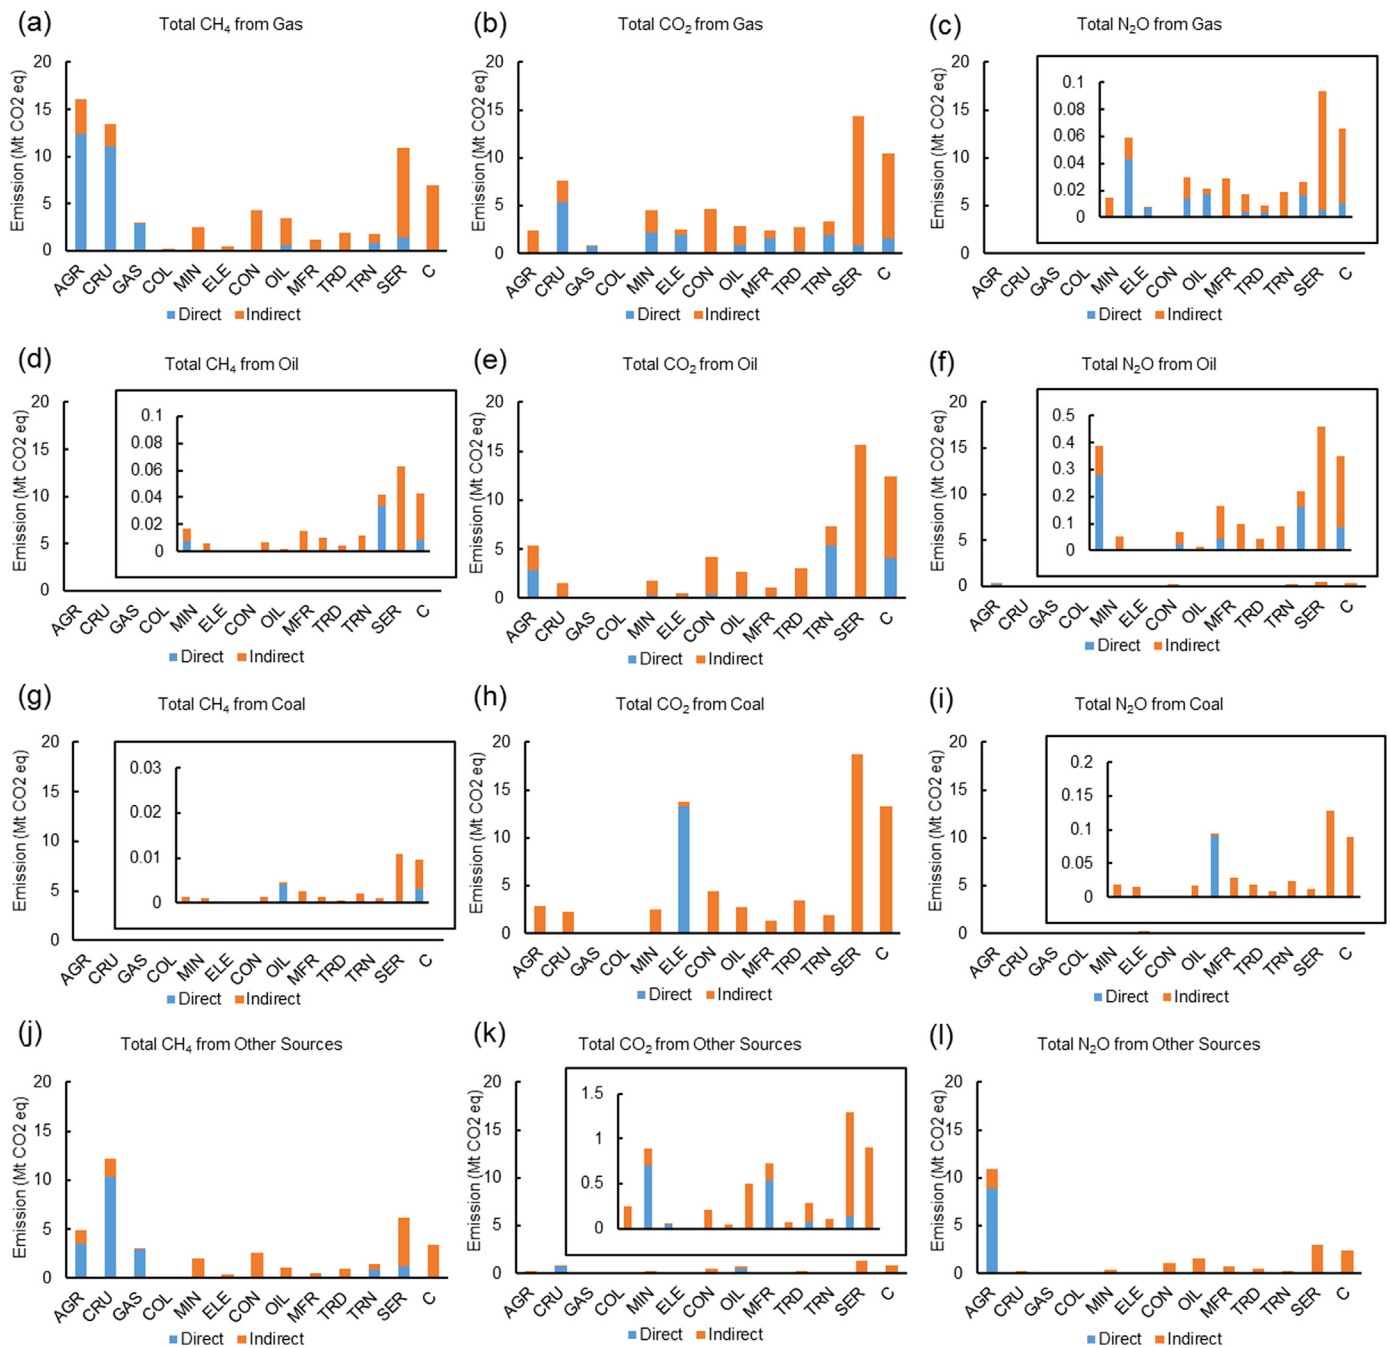 (a) Total CH4 from Gas
Emission (Mt CO2 eq)
20
15
10
5
0
AGR CRU GAS COL MIN ELE CON OIL MFR TRD TRN SER C
Direct Indirect
(b) Total CO2 from Gas
20
15
10
5
0
AGR CRU GAS COL MIN ELE CON OIL MFR TRD TRN SER C
Direct Indirect
(c) Total N2O from Gas
Emission (Mt CO2 eq)
20
15
10
5
0
0.1
0.08
0.06
0.04
0.02
0
AGR CRU GAS COL MIN ELE CON OIL MFR TRD TRN SER C
Direct Indirect
(d) Total CH4 from Oil
Emission (Mt CO2 eq)
20
15
10
5
0
0.1
0.08
0.06
0.04
0.02
0
AGR CRU GAS COL MIN ELE CON OIL MFR TRD TRN SER C
Direct Indirect
(e) Total CO2 from Oil
Emission (Mt CO2 eq)
20
15
10
5
0
AGR CRU GAS COL MIN ELE CON OIL MFR TRD TRN SER C
Direct Indirect
(f) Total N2O from Oil
Emission (Mt CO2 eq)
20
15
10
5
0
0.5
0.4
0.3
0.2
0.1
0
AGR CRU GAS COL MIN ELE CON OIL MFR TRD TRN SER C
Direct Indirect
(g) Total CH4 from Coal
Emission (Mt CO2 eq)
20
15
10
5
0
0.03
0.02
0.01
0
AGR CRU GAS COL MIN ELE CON OIL MFR TRD TRN SER C
Direct Indirect
(h) Total CO2 from Coal
Emission (Mt CO2 eq)
20
15
10
5
0
AGR CRU GAS COL MIN ELE CON OIL MFR TRD TRN SER C
Direct Indirect
(i) Total N2O from Coal
Emission (Mt CO2 eq)
20
15
10
5
0
0.2
0.15
0.1
0.05
0
AGR CRU GAS COL MIN ELE CON OIL MFR TRD TRN SER C
Direct Indirect
(j) Total CH4 from Other Sources
Emission (Mt CO2 eq)
20
15
10
5
0
AGR CRU GAS COL MIN ELE CON OIL MFR TRD TRN SER C
Direct Indirect
(k) Total CO2 from Other Sources
Emission (Mt CO2 eq)
20
15
10
5
0
1.5
1
0.5
0
AGR CRU GAS COL MIN ELE CON OIL MFR TRD TRN SER C
Direct Indirect
(l) Total N2O from Other Sources
Emission (Mt CO2 eq)
20
15
10
5
0
AGR CRU GAS COL MIN ELE CON OIL MFR TRD TRN SER C
Direct Indirect